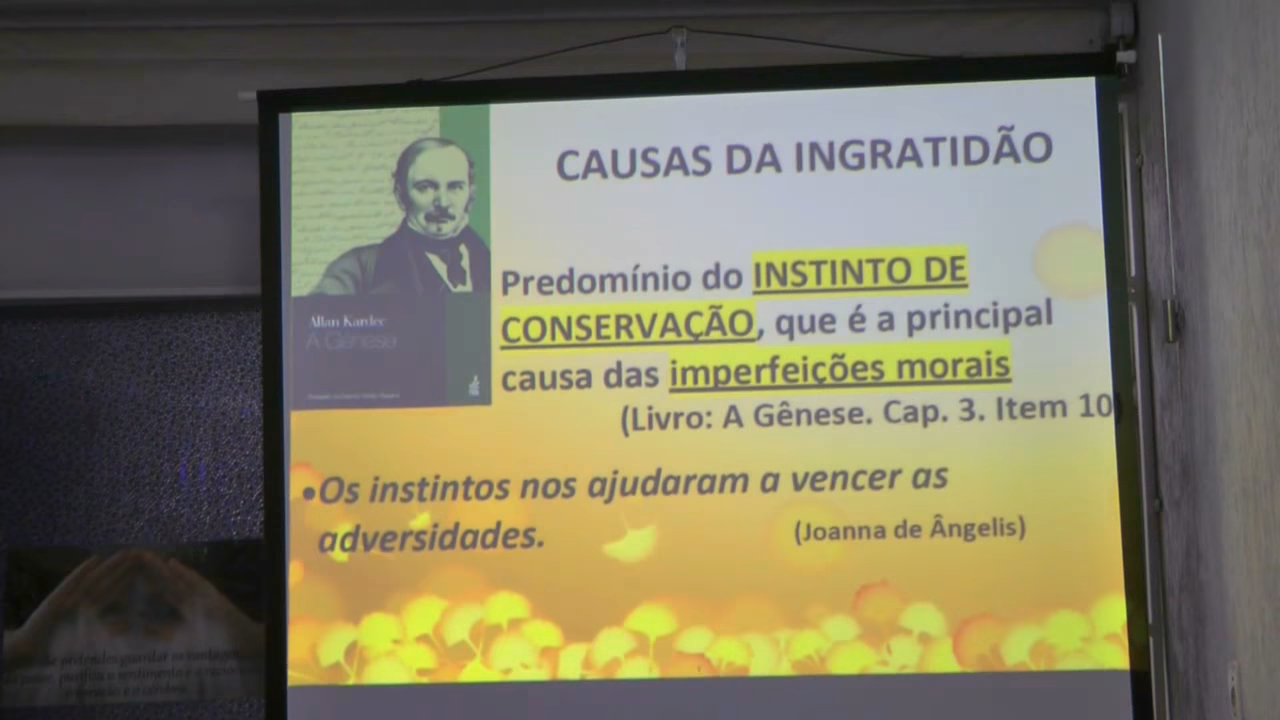 CAUSAS DA INGRATIDÃO
Allan Kardec
A Gênese
Predomínio do INSTINTO DE
CONSERVAÇÃO, que é a principal
causa das imperfeições morais
(Livro: A Gênese. Cap. 3. Item 10)
•Os instintos nos ajudaram a vencer as
adversidades.
(Joanna de Ângelis)